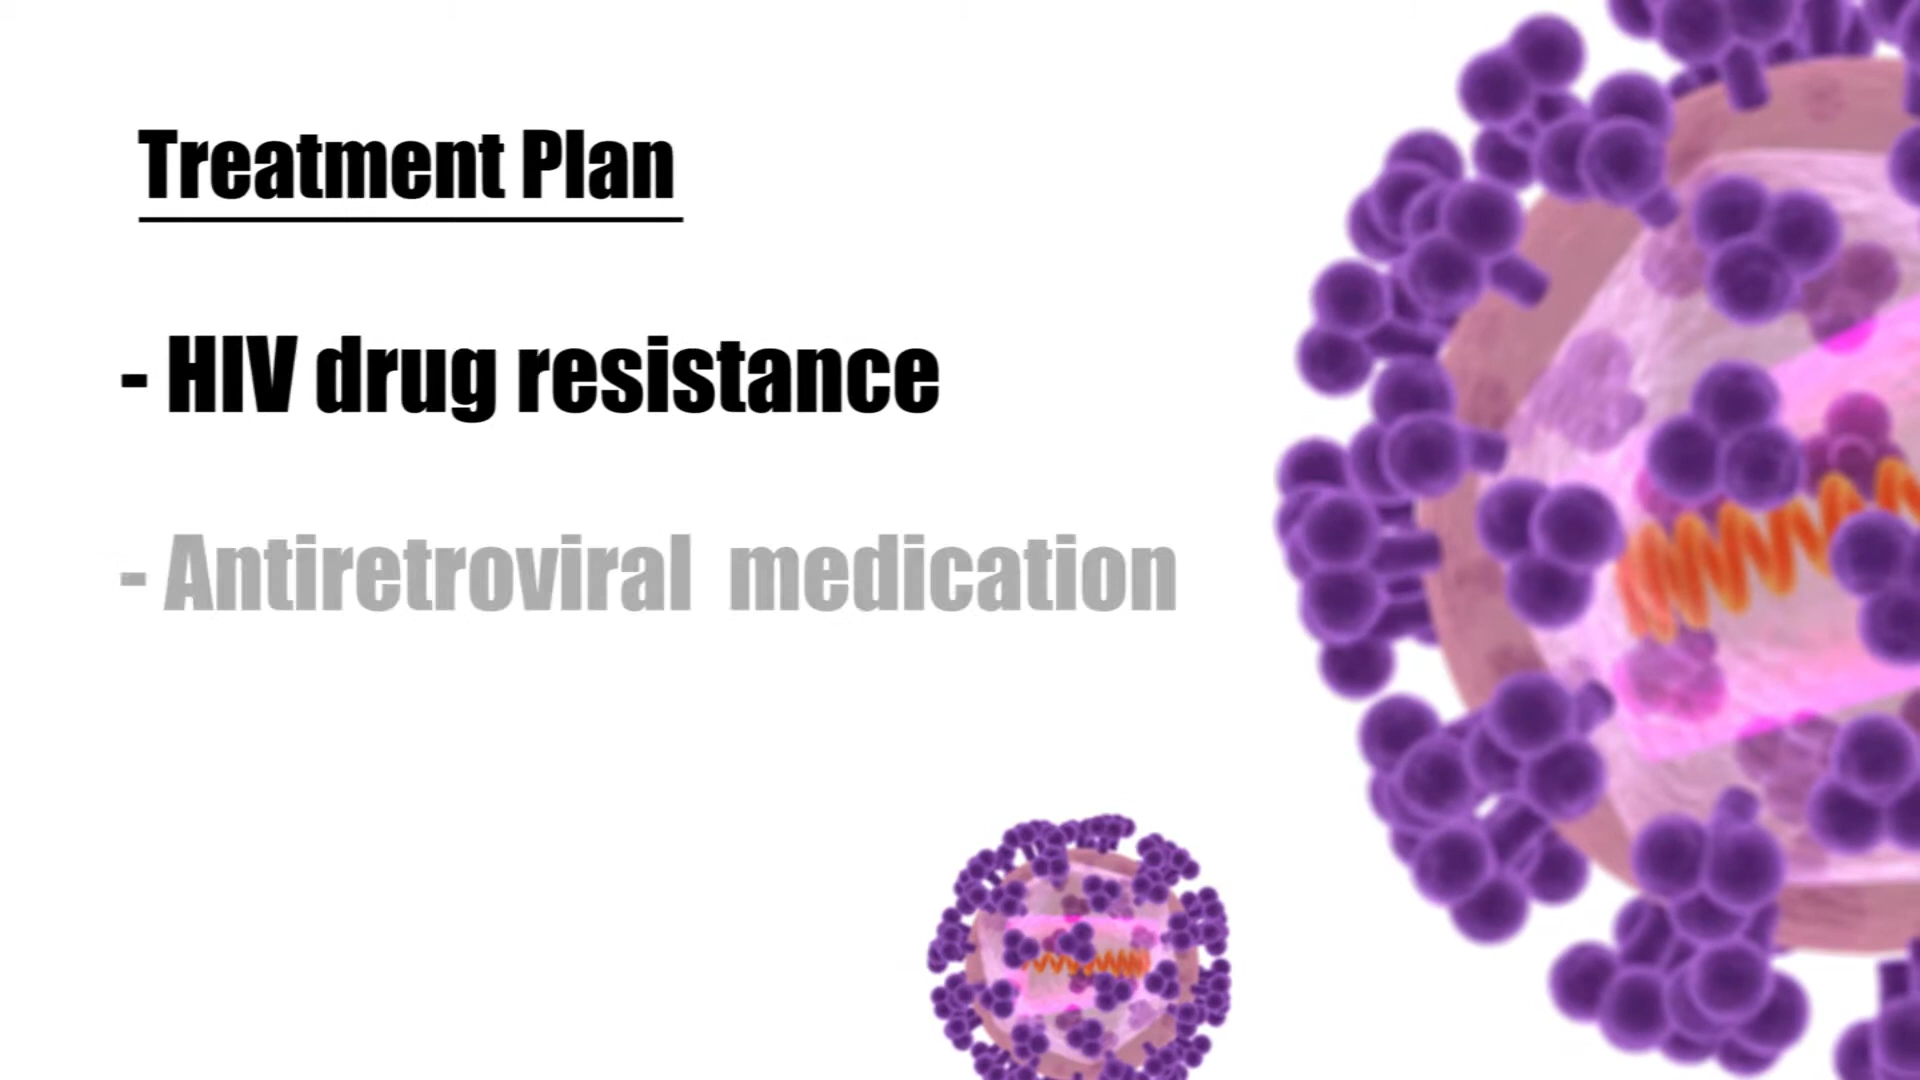 Treatment Plan
- HIV drug resistance
- Antiretroviral medication